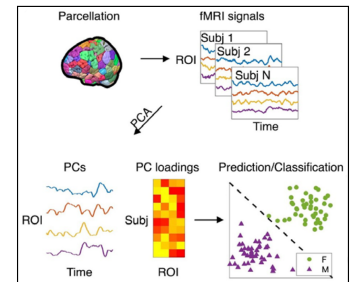 Parcellation
fMRI signals
Subj 1
Subj 2
Subj N
ROI
Time
PCA
PCs
PC loadings
Prediction/Classification
ROI
Subj
Time
ROI
F
M